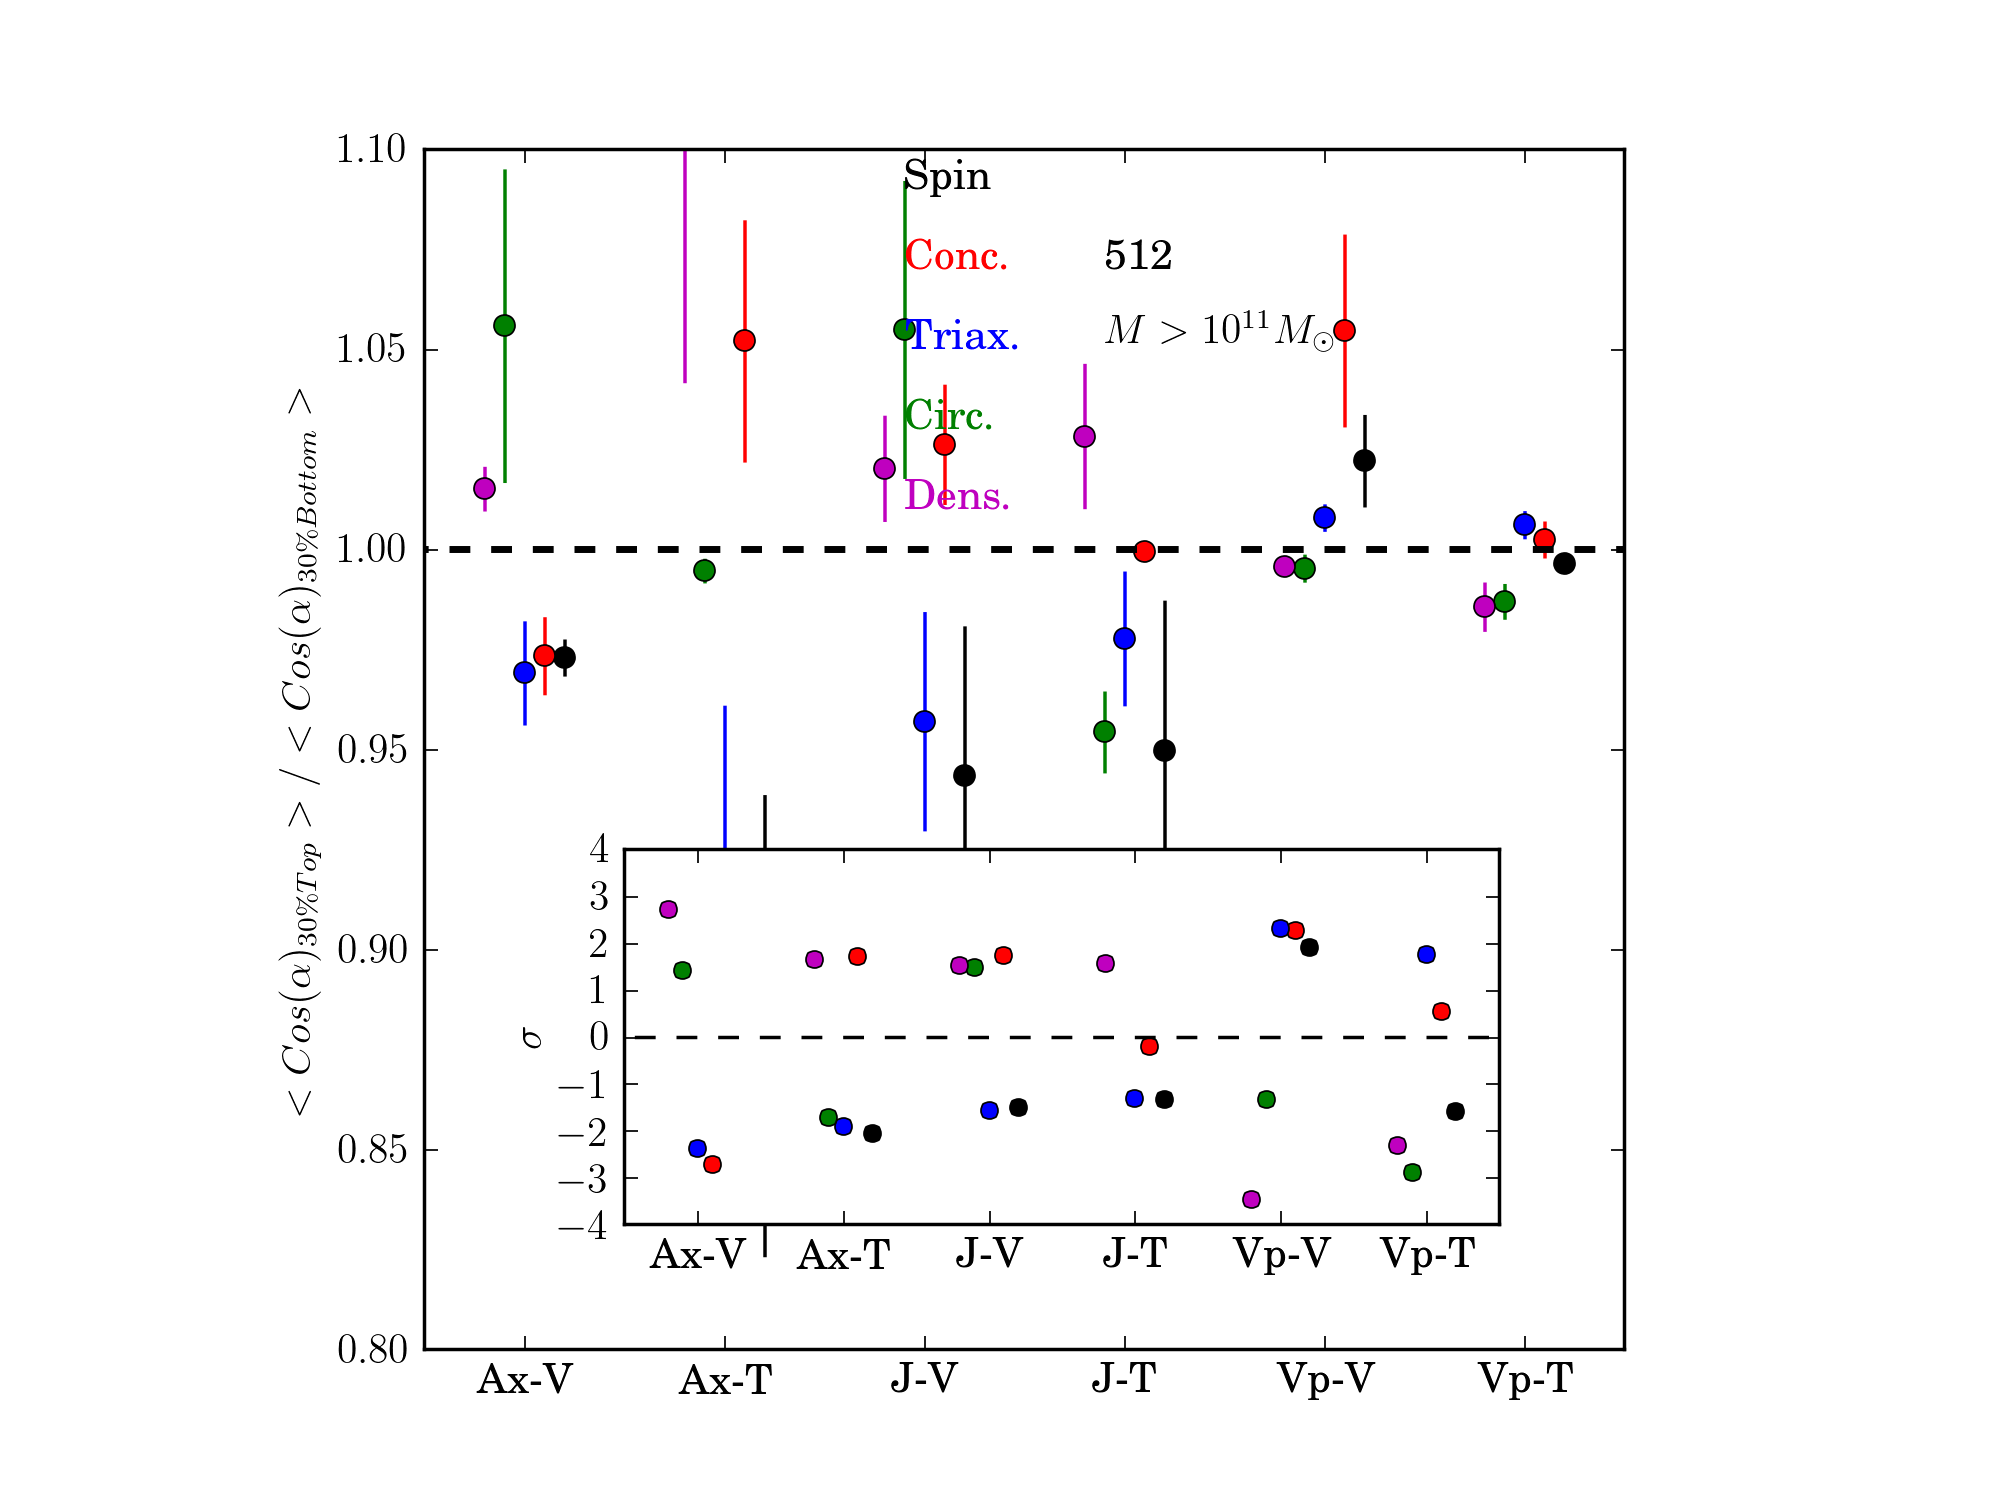 1.10
1.05
1.00
0.95
0.90
0.85
0.80
< Cos(α)30%Top > / < Cos(α)30%Bottom >
Spin
Conc.
Triax.
Circ.
Dens.
512
M > 10^11 M⊙
4
3
2
1
0
−1
−2
−3
−4
σ
Ax-V Ax-T J-V J-T Vp-V Vp-T
Ax-V Ax-T J-V J-T Vp-V Vp-T